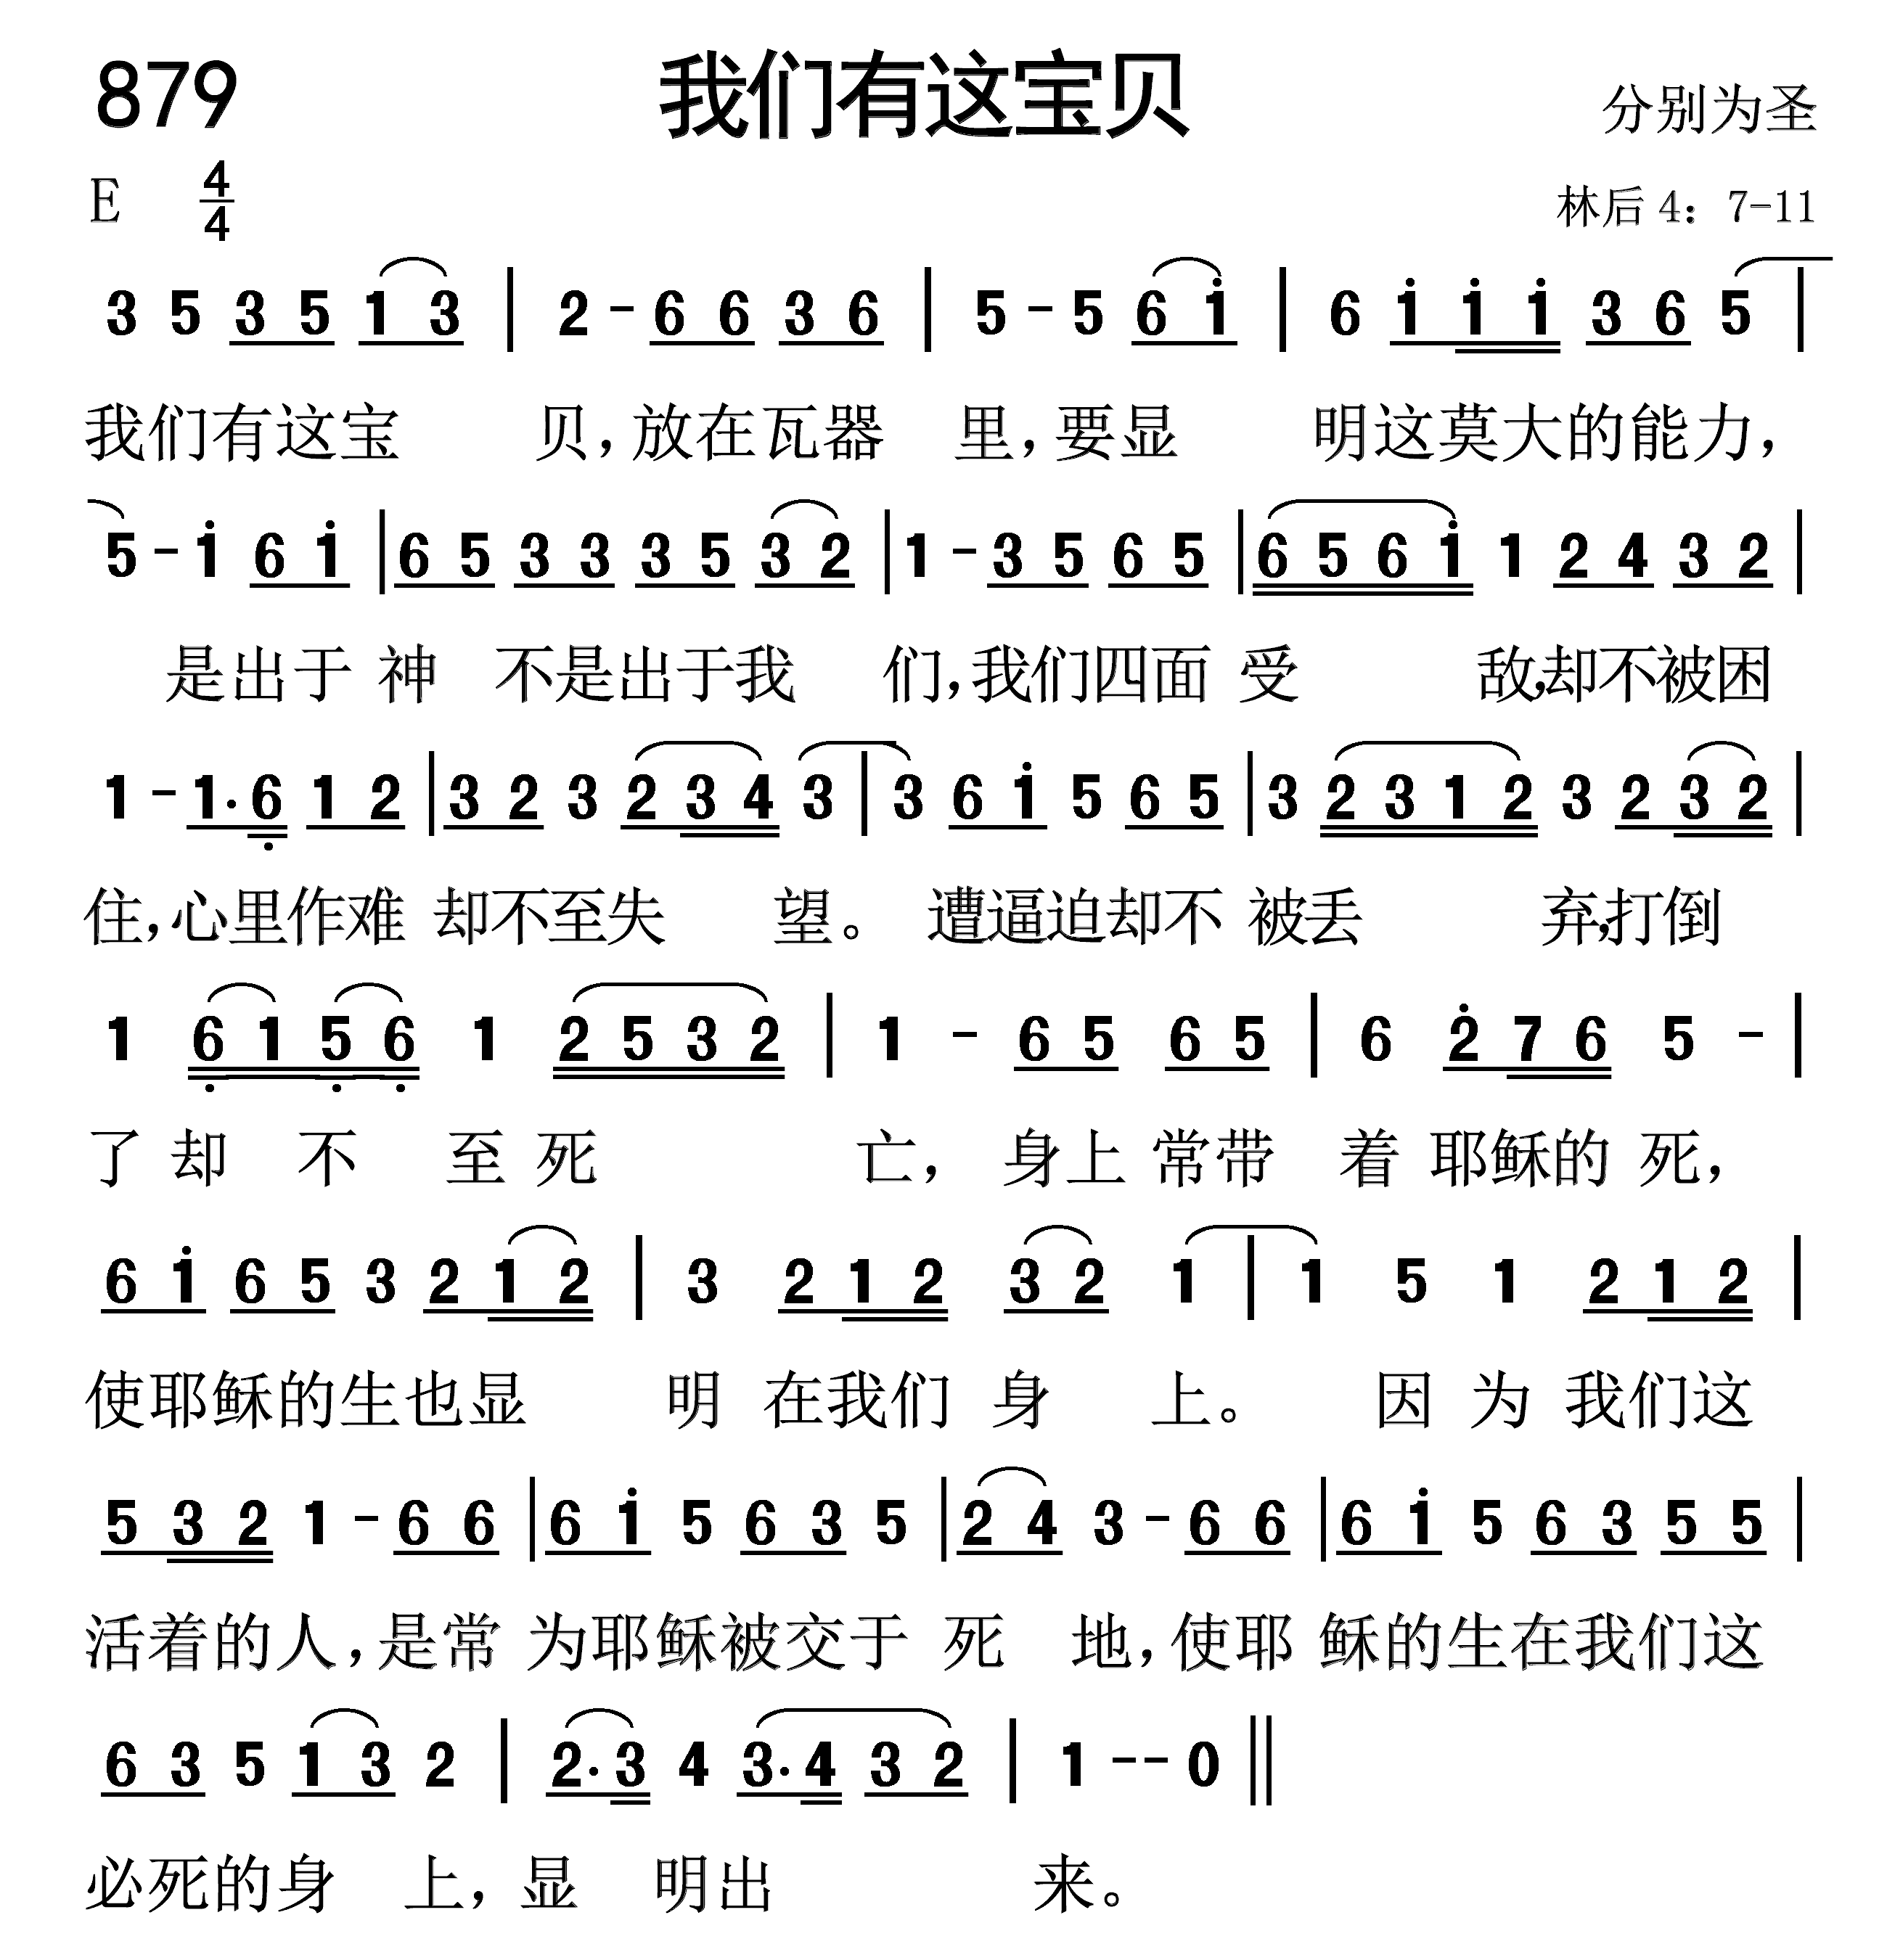 879 我们有这宝贝 分别为圣
E 4/4 林后 4：7-11
3 5 3 5 1 3 | 2 - 6 6 3 6 | 5 - 5 6 i | 6 i i i 3 6 5 |
我们有这宝 贝，放在瓦器 里，要显 明这莫大的能力，
5 - i 6 i | 6 5 3 3 3 5 3 2 | 1 - 3 5 6 5 | 6 5 6 i 1 2 4 3 2 |
是出于 神 不是出于我 们，我们四面 受 敌，却不被困
1 - 1. 6 1 2 | 3 2 3 2 3 4 3 | 3 6 i 5 6 5 | 3 2 3 1 2 3 2 3 2 |
住，心里作难 却不至失 望。 遭逼迫却不 被丢 弃，打倒
1 6 1 5 6 1 2 5 3 2 | 1 - 6 5 6 5 | 6 2 7 6 5 - |
了 却 不 至 死 亡， 身上 常带 着 耶稣的 死，
6 i 6 5 3 2 1 2 | 3 2 1 2 3 2 1 | 1 5 1 2 1 2 |
使耶稣的生也显 明 在我们 身 上。 因 为 我们这
5 3 2 1 - 6 6 | 6 i 5 6 3 5 | 2 4 3 - 6 6 | 6 i 5 6 3 5 5 |
活着的人，是常 为耶稣被交于 死 地，使耶 稣的生在我们这
6 3 5 1 3 2 | 2. 3 4 3. 4 3 2 | 1 - - 0 ||
必死的身 上，显 明出 来。